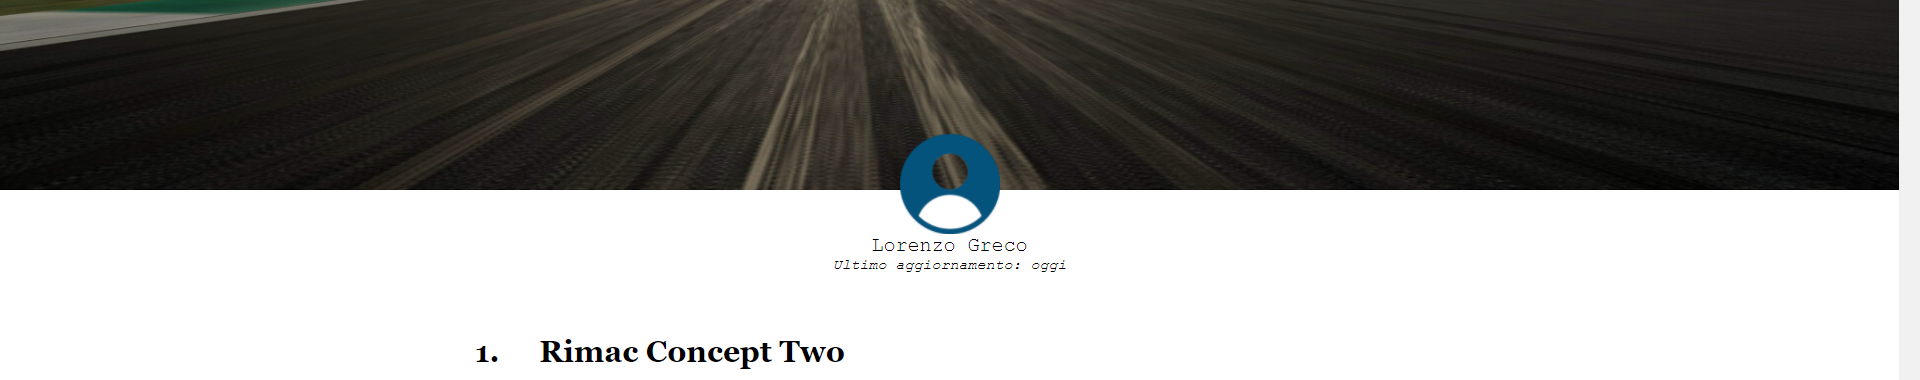 Lorenzo Greco
Ultimo aggiornamento: oggi
1. Rimac Concept Two